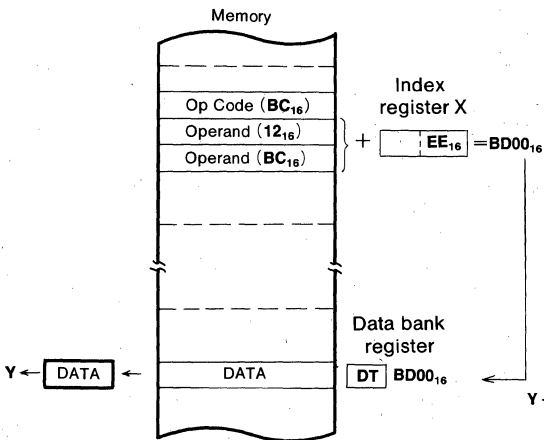 Memory
Index
register X
Op Code (BC₁₆)
Operand (12₁₆)
Operand (BC₁₆)
+ EE₁₆ =BD00₁₆
Data bank
register
Y ← DATA ← DATA DT BD00₁₆
Y